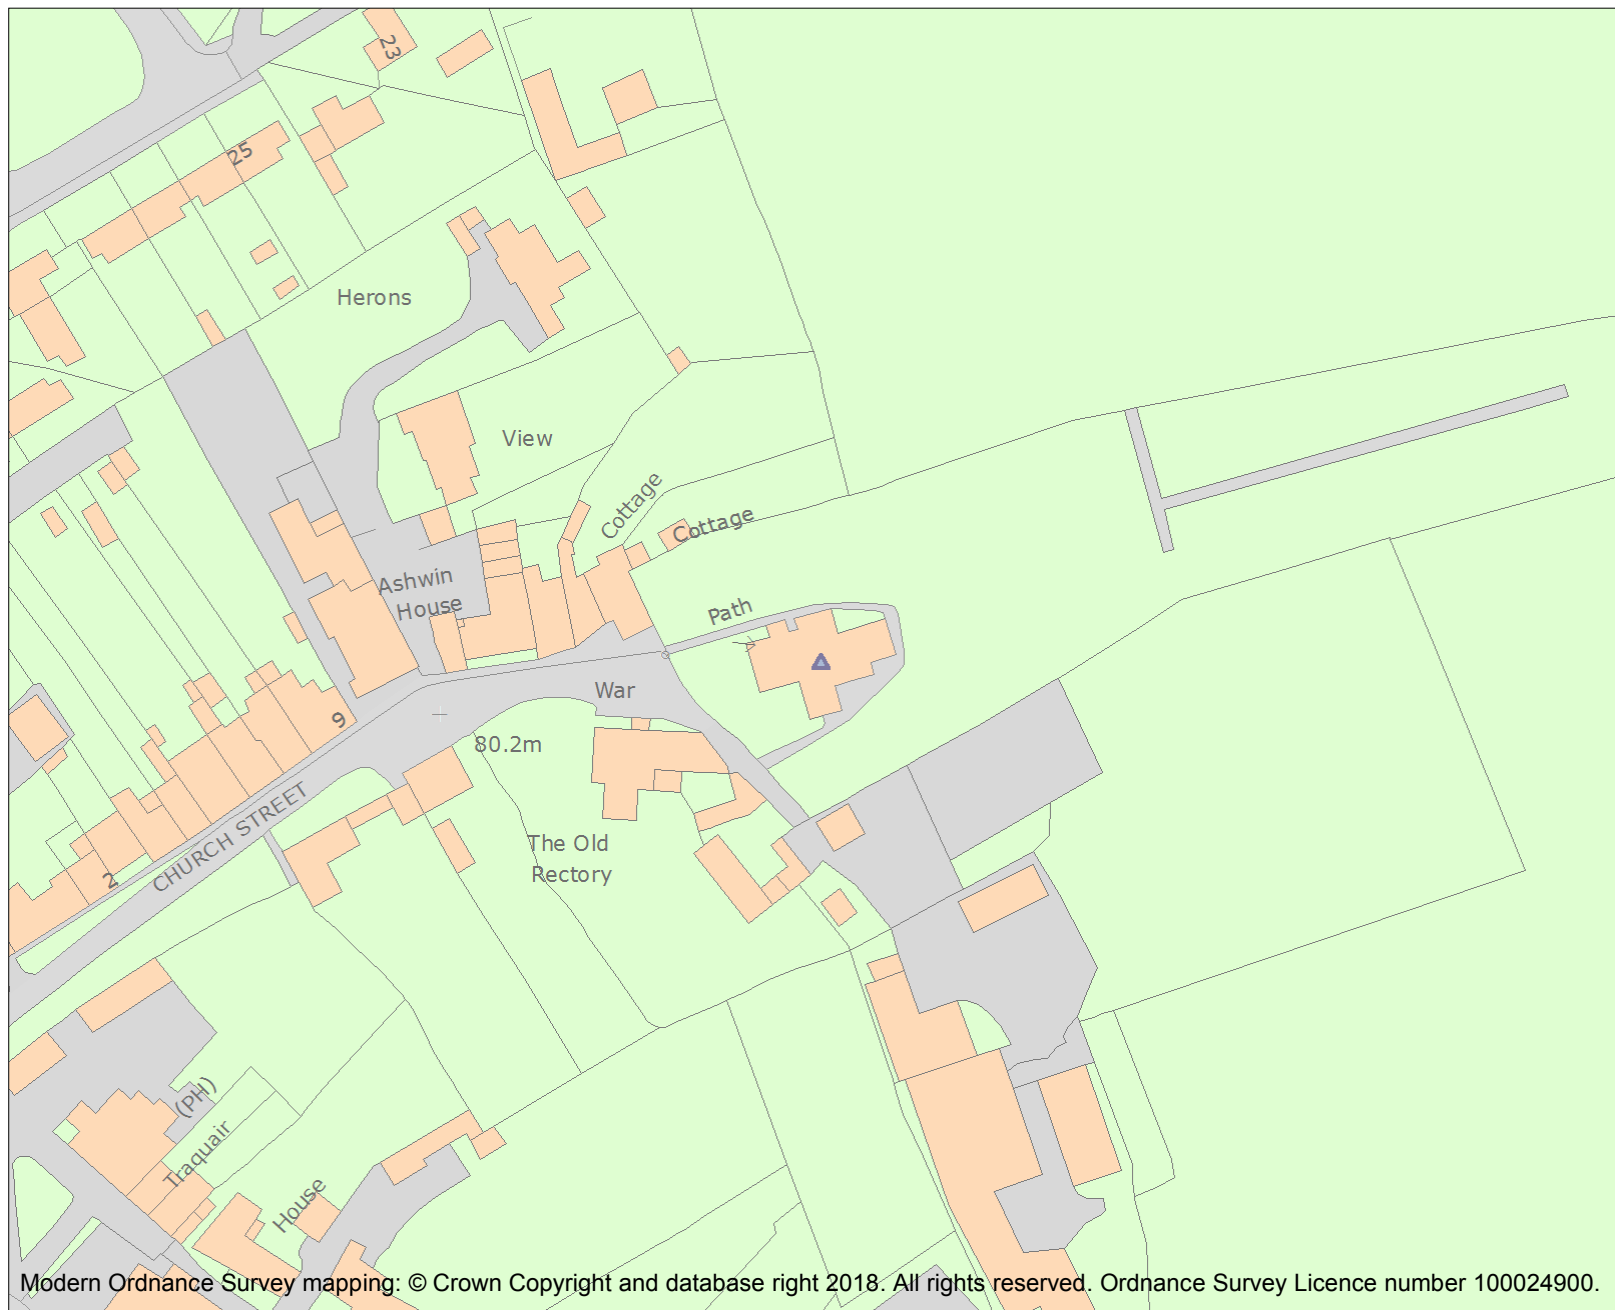 23
25
Herons
View
Cottage
Cottage
Ashwin
House
Path
War
9
80.2m
CHURCH STREET
The Old
Rectory
2
(PH)
Traquair
House
Modern Ordnance Survey mapping: © Crown Copyright and database right 2018. All rights reserved. Ordnance Survey Licence number 100024900.